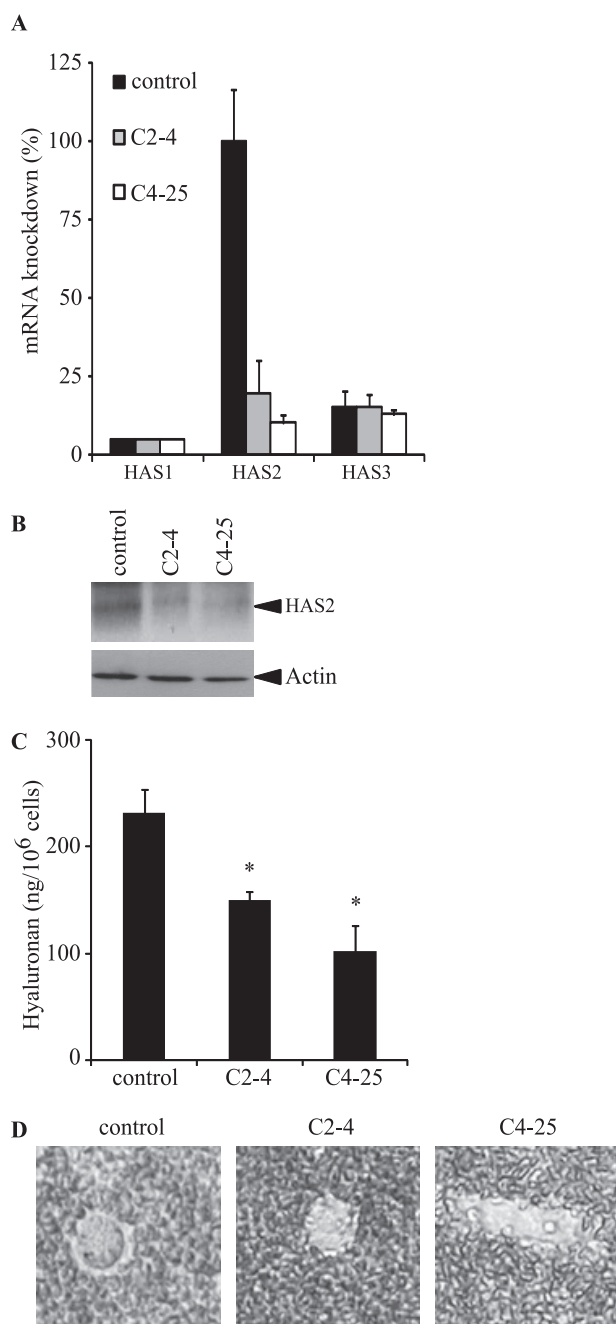 A
125
100
75
50
25
0
mRNA knockdown (%)
control
C2-4
C4-25
HAS1 HAS2 HAS3
B
control C2-4 C4-25
HAS2
Actin
C
300
200
100
0
Hyaluronan (ng/10⁶ cells)
* *
control C2-4 C4-25
D
control C2-4 C4-25